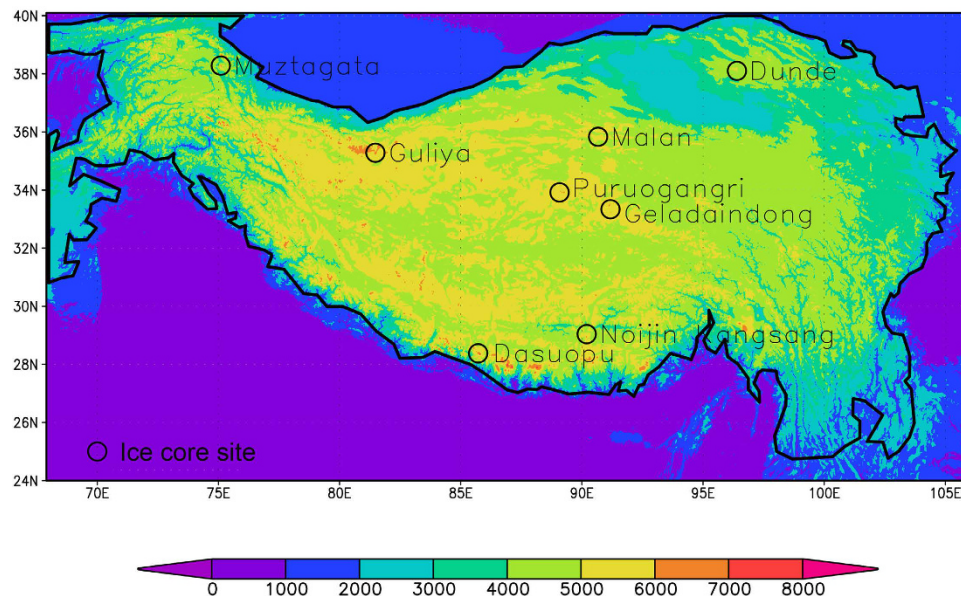 40N
38N
Muztagata
Dunde
36N
Malan
Guliya
34N
Puruogangri
Geladaindong
32N
30N
Noijin Kangsang
Dasuopu
28N
26N
Ice core site
24N
70E 75E 80E 85E 90E 95E 100E 105E
0 1000 2000 3000 4000 5000 6000 7000 8000